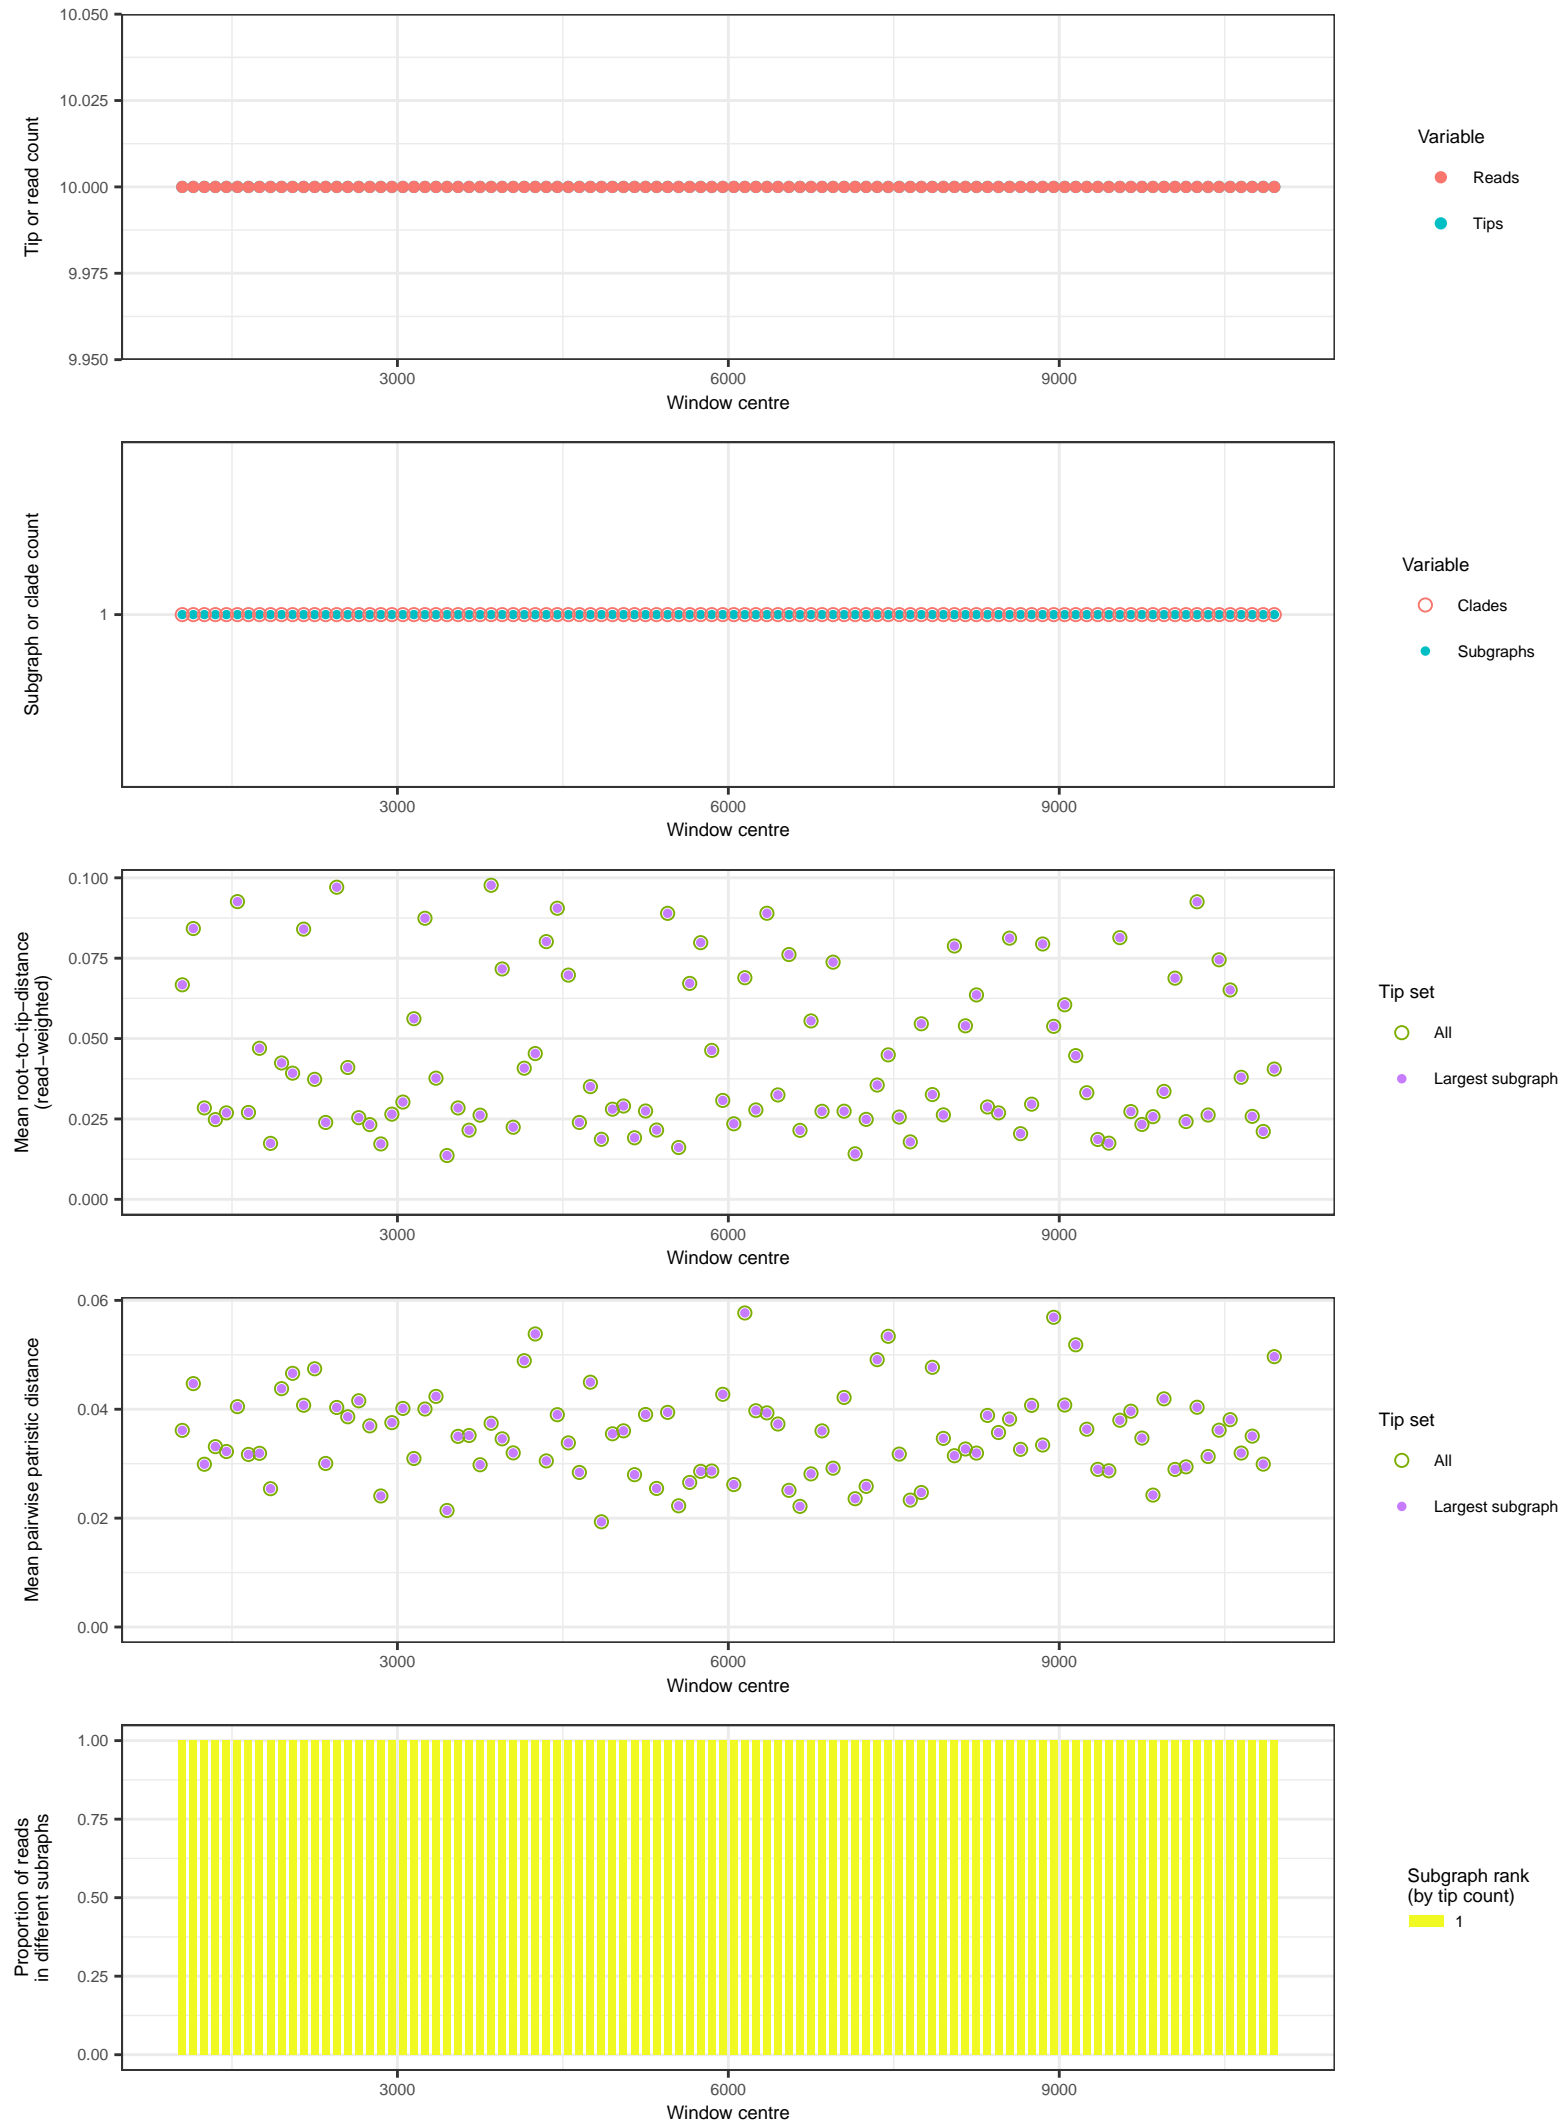 10.050
10.025
10.000
9.975
9.950
Tip or read count
3000 6000 9000
Window centre
Variable
Reads
Tips
1
Subgraph or clade count
3000 6000 9000
Window centre
Variable
Clades
Subgraphs
0.100
0.075
0.050
0.025
0.000
Mean root−to−tip−distance
(read−weighted)
3000 6000 9000
Window centre
Tip set
All
Largest subgraph
0.06
0.04
0.02
0.00
Mean pairwise patristic distance
3000 6000 9000
Window centre
Tip set
All
Largest subgraph
1.00
0.75
0.50
0.25
0.00
Proportion of reads
in different subraphs
3000 6000 9000
Window centre
Subgraph rank
(by tip count)
1